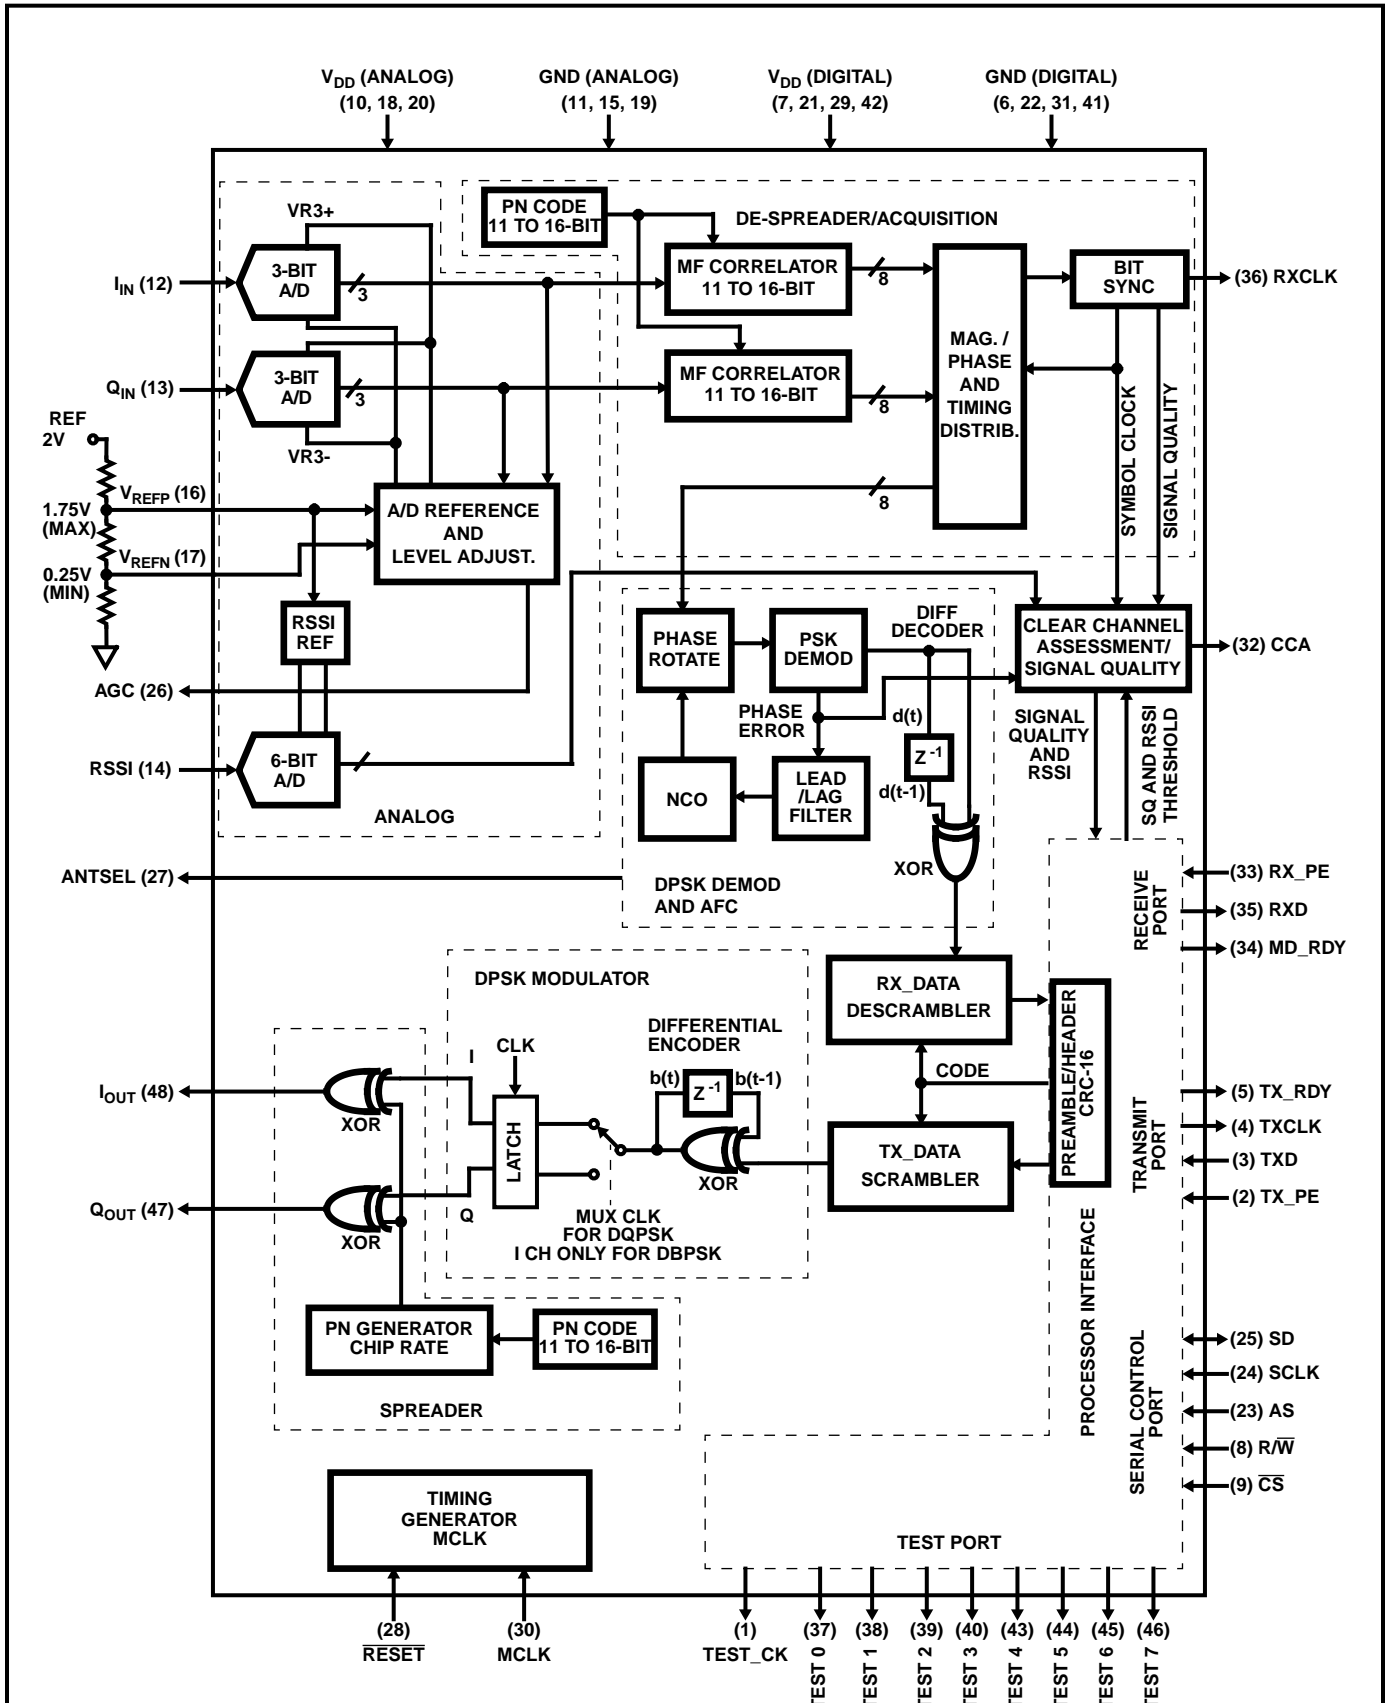 V_DD (ANALOG)
(10, 18, 20)
GND (ANALOG)
(11, 15, 19)
V_DD (DIGITAL)
(7, 21, 29, 42)
GND (DIGITAL)
(6, 22, 31, 41)
VR3+
PN CODE
11 TO 16-BIT
DE-SPREADER/ACQUISITION
I_IN (12)
3-BIT
A/D
3
MF CORRELATOR
11 TO 16-BIT
8
BIT
SYNC
(36) RXCLK
MAG. /
PHASE
AND
TIMING
DISTRIB.
Q_IN (13)
3-BIT
A/D
3
MF CORRELATOR
11 TO 16-BIT
8
SYMBOL CLOCK
SIGNAL QUALITY
REF
2V
VR3-
V_REFP (16)
1.75V
(MAX)
V_REFN (17)
0.25V
(MIN)
A/D REFERENCE
AND
LEVEL ADJUST.
8
RSSI
REF
AGC (26)
RSSI (14)
6-BIT
A/D
ANALOG
PHASE
ROTATE
PSK
DEMOD
DIFF
DECODER
CLEAR CHANNEL
ASSESSMENT/
SIGNAL QUALITY
(32) CCA
PHASE
ERROR
d(t)
Z -1
d(t-1)
SIGNAL
QUALITY
AND
RSSI
SQ AND RSSI
THRESHOLD
NCO
LEAD
/LAG
FILTER
XOR
ANTSEL (27)
DPSK DEMOD
AND AFC
RECEIVE
PORT
(33) RX_PE
(35) RXD
(34) MD_RDY
DPSK MODULATOR
RX_DATA
DESCRAMBLER
PREAMBLE/HEADER
CRC-16
DIFFERENTIAL
ENCODER
I
CLK
b(t)
Z -1
b(t-1)
CODE
I_OUT (48)
XOR
LATCH
XOR
TX_DATA
SCRAMBLER
TRANSMIT
PORT
(5) TX_RDY
(4) TXCLK
(3) TXD
(2) TX_PE
Q_OUT (47)
XOR
Q
MUX CLK
FOR DQPSK
I CH ONLY FOR DBPSK
PROCESSOR INTERFACE
PN GENERATOR
CHIP RATE
PN CODE
11 TO 16-BIT
SPREADER
SERIAL CONTROL
PORT
(25) SD
(24) SCLK
(23) AS
(8) R/W̅
(9) C̅S̅
TIMING
GENERATOR
MCLK
TEST PORT
(28)
R̅E̅S̅E̅T̅
(30)
MCLK
(1)
TEST_CK
(37)
TEST 0
(38)
TEST 1
(39)
TEST 2
(40)
TEST 3
(43)
TEST 4
(44)
TEST 5
(45)
TEST 6
(46)
TEST 7